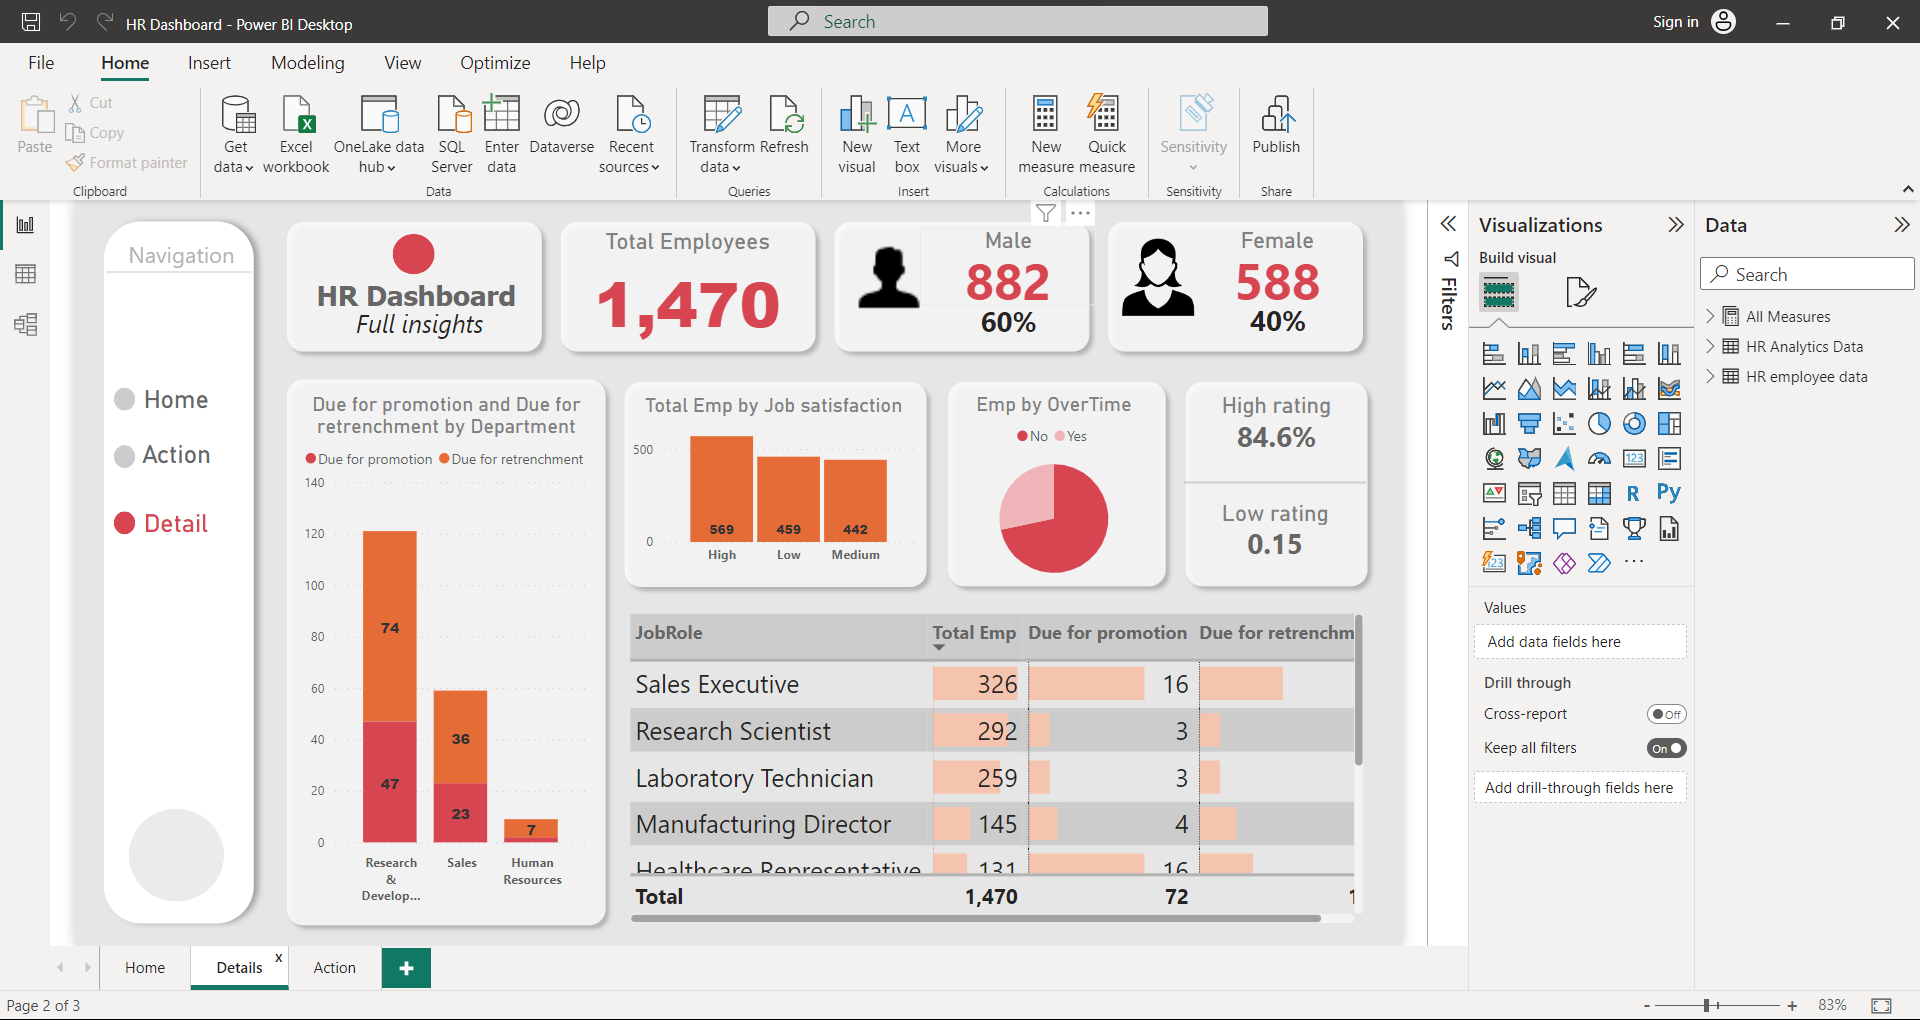 HR Dashboard - Power BI Desktop
Search
Sign in
File
Home
Insert
Modeling
View
Optimize
Help
Paste
Cut
Copy
Format painter
Clipboard
Get
data
Excel
workbook
OneLake data
hub
SQL
Server
Enter
data
Dataverse
Recent
sources
Data
Transform
data
Refresh
Queries
New
visual
Text
box
More
visuals
Insert
New
measure
Quick
measure
Calculations
Sensitivity
Sensitivity
Publish
Share
Navigation
Home
Action
Detail
HR Dashboard
Full insights
Total Employees
1,470
Male
882
60%
Female
588
40%
Due for promotion and Due for
retrenchment by Department
Due for promotion
Due for retrenchment
140
120
100
80
60
40
20
0
74
47
36
23
7
Research
&
Develop...
Sales
Human
Resources
Total Emp by Job satisfaction
500
0
569
459
442
High
Low
Medium
Emp by OverTime
No
Yes
High rating
84.6%
Low rating
0.15
JobRole Total Emp Due for promotion Due for retrenchm
Sales Executive 326 16
Research Scientist 292 3
Laboratory Technician 259 3
Manufacturing Director 145 4
Healthcare Representative 131 16
Total 1,470 72 1
Filters
Visualizations
Build visual
123
R
Py
123
...
Values
Add data fields here
Drill through
Cross-report
Off
Keep all filters
On
Add drill-through fields here
Data
Search
All Measures
HR Analytics Data
HR employee data
Home
Details
x
Action
+
Page 2 of 3
- + 83%